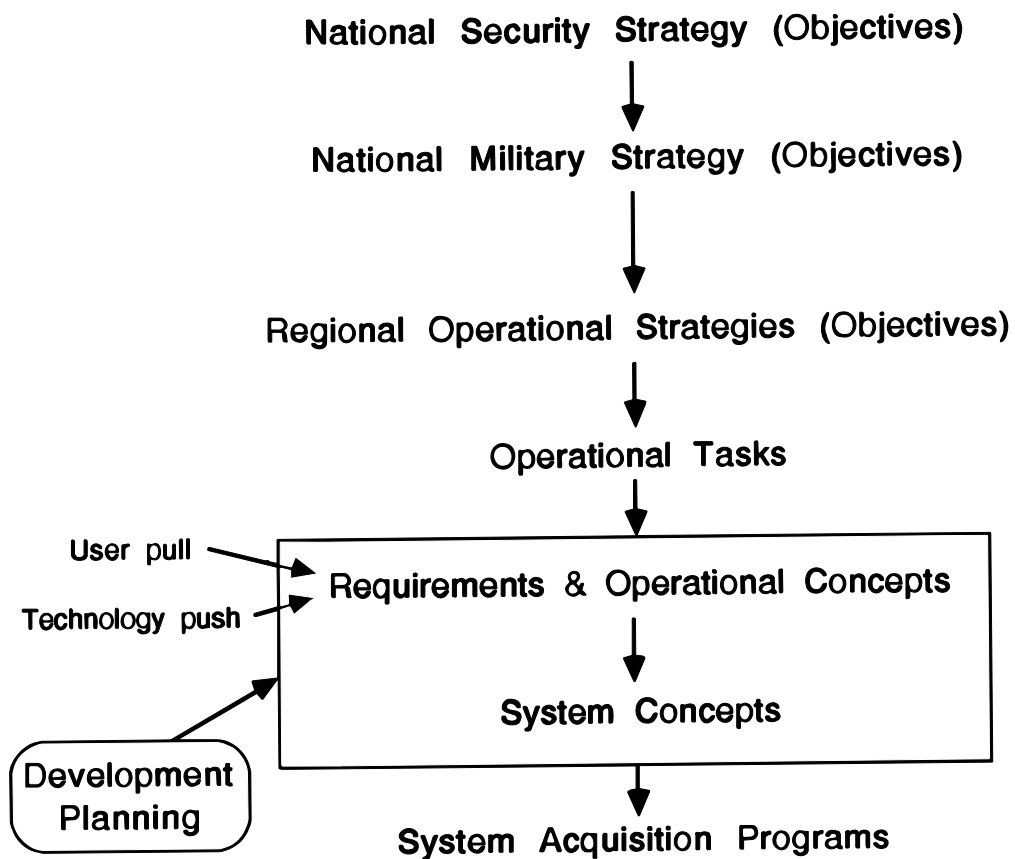 National Security Strategy (Objectives)
National Military Strategy (Objectives)
Regional Operational Strategies (Objectives)
Operational Tasks
User pull
Requirements & Operational Concepts
Technology push
System Concepts
Development
Planning
System Acquisition Programs